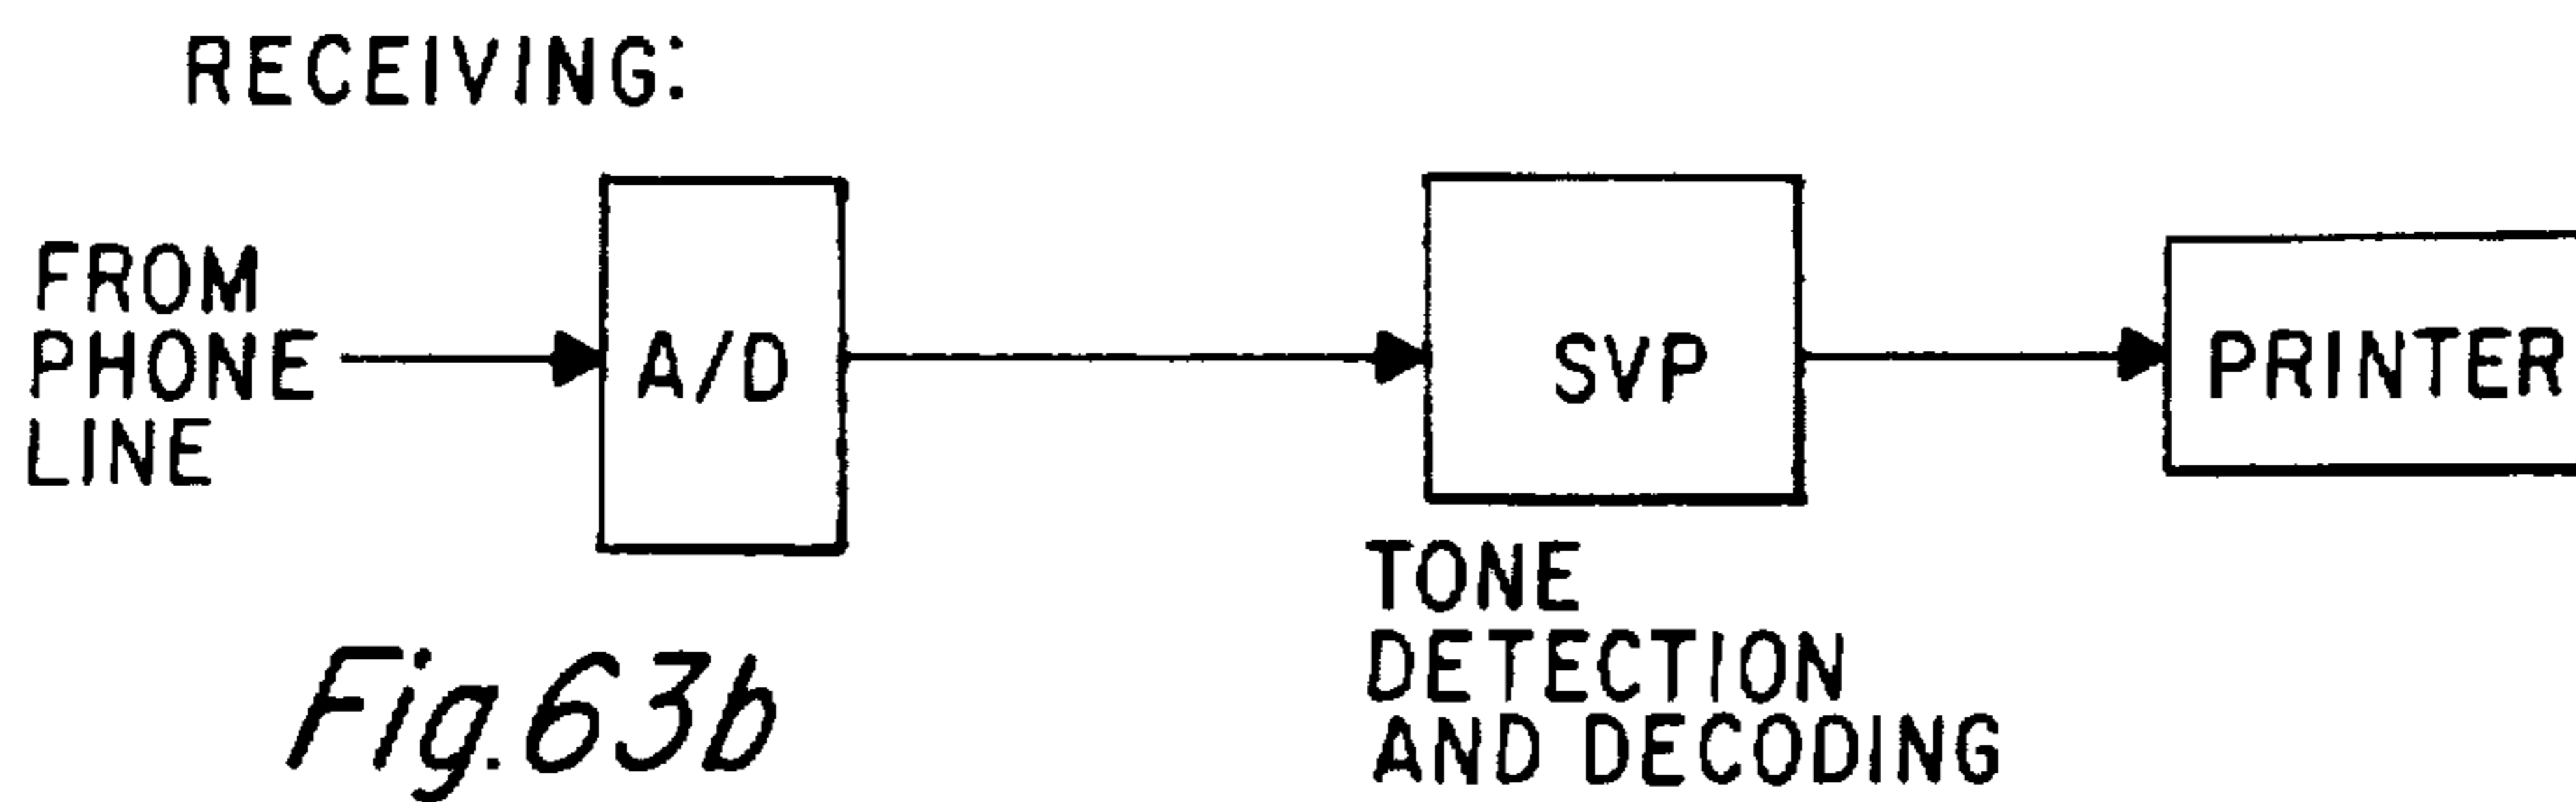 RECEIVING:
FROM
PHONE
LINE
A/D
SVP
PRINTER
TONE
DETECTION
AND DECODING
Fig. 63b